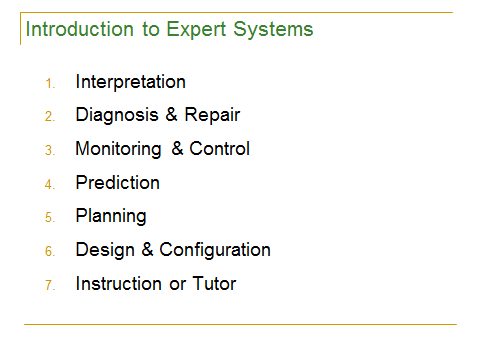 Introduction to Expert Systems
1. Interpretation
2. Diagnosis & Repair
3. Monitoring & Control
4. Prediction
5. Planning
6. Design & Configuration
7. Instruction or Tutor